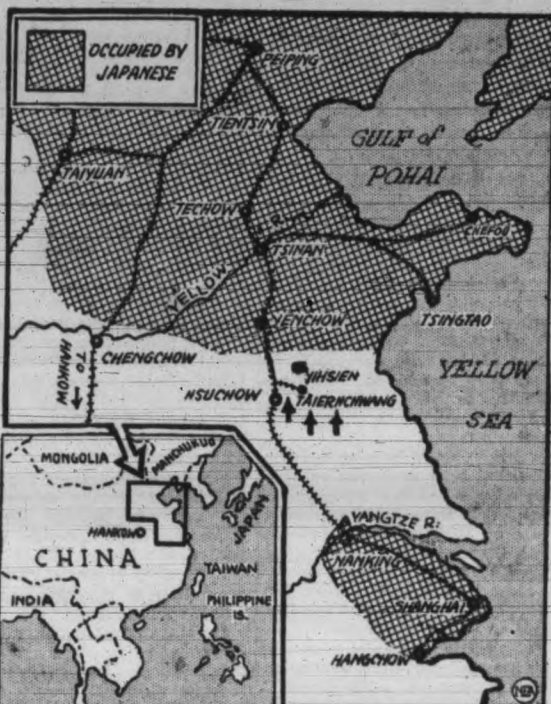 OCCUPIED BY
JAPANESE
PEIPING
TIENTSIN
GULF of
POHAI
TAIYUAN
TECHOW
CHEFOO
YELLOW R.
TSINAN
YENCHOW
TSINGTAO
CHENGCHOW
TO
HANKOW
YIHSIEN
YELLOW
SEA
HSUCHOW
TAIERHCHWANG
MONGOLIA
MANCHUKUO
JAPAN
HANKOW
CHINA
TAIWAN
INDIA
PHILIPPINE
IS.
YANGTZE R.
NANKING
SHANGHAI
HANGCHOW
NEA